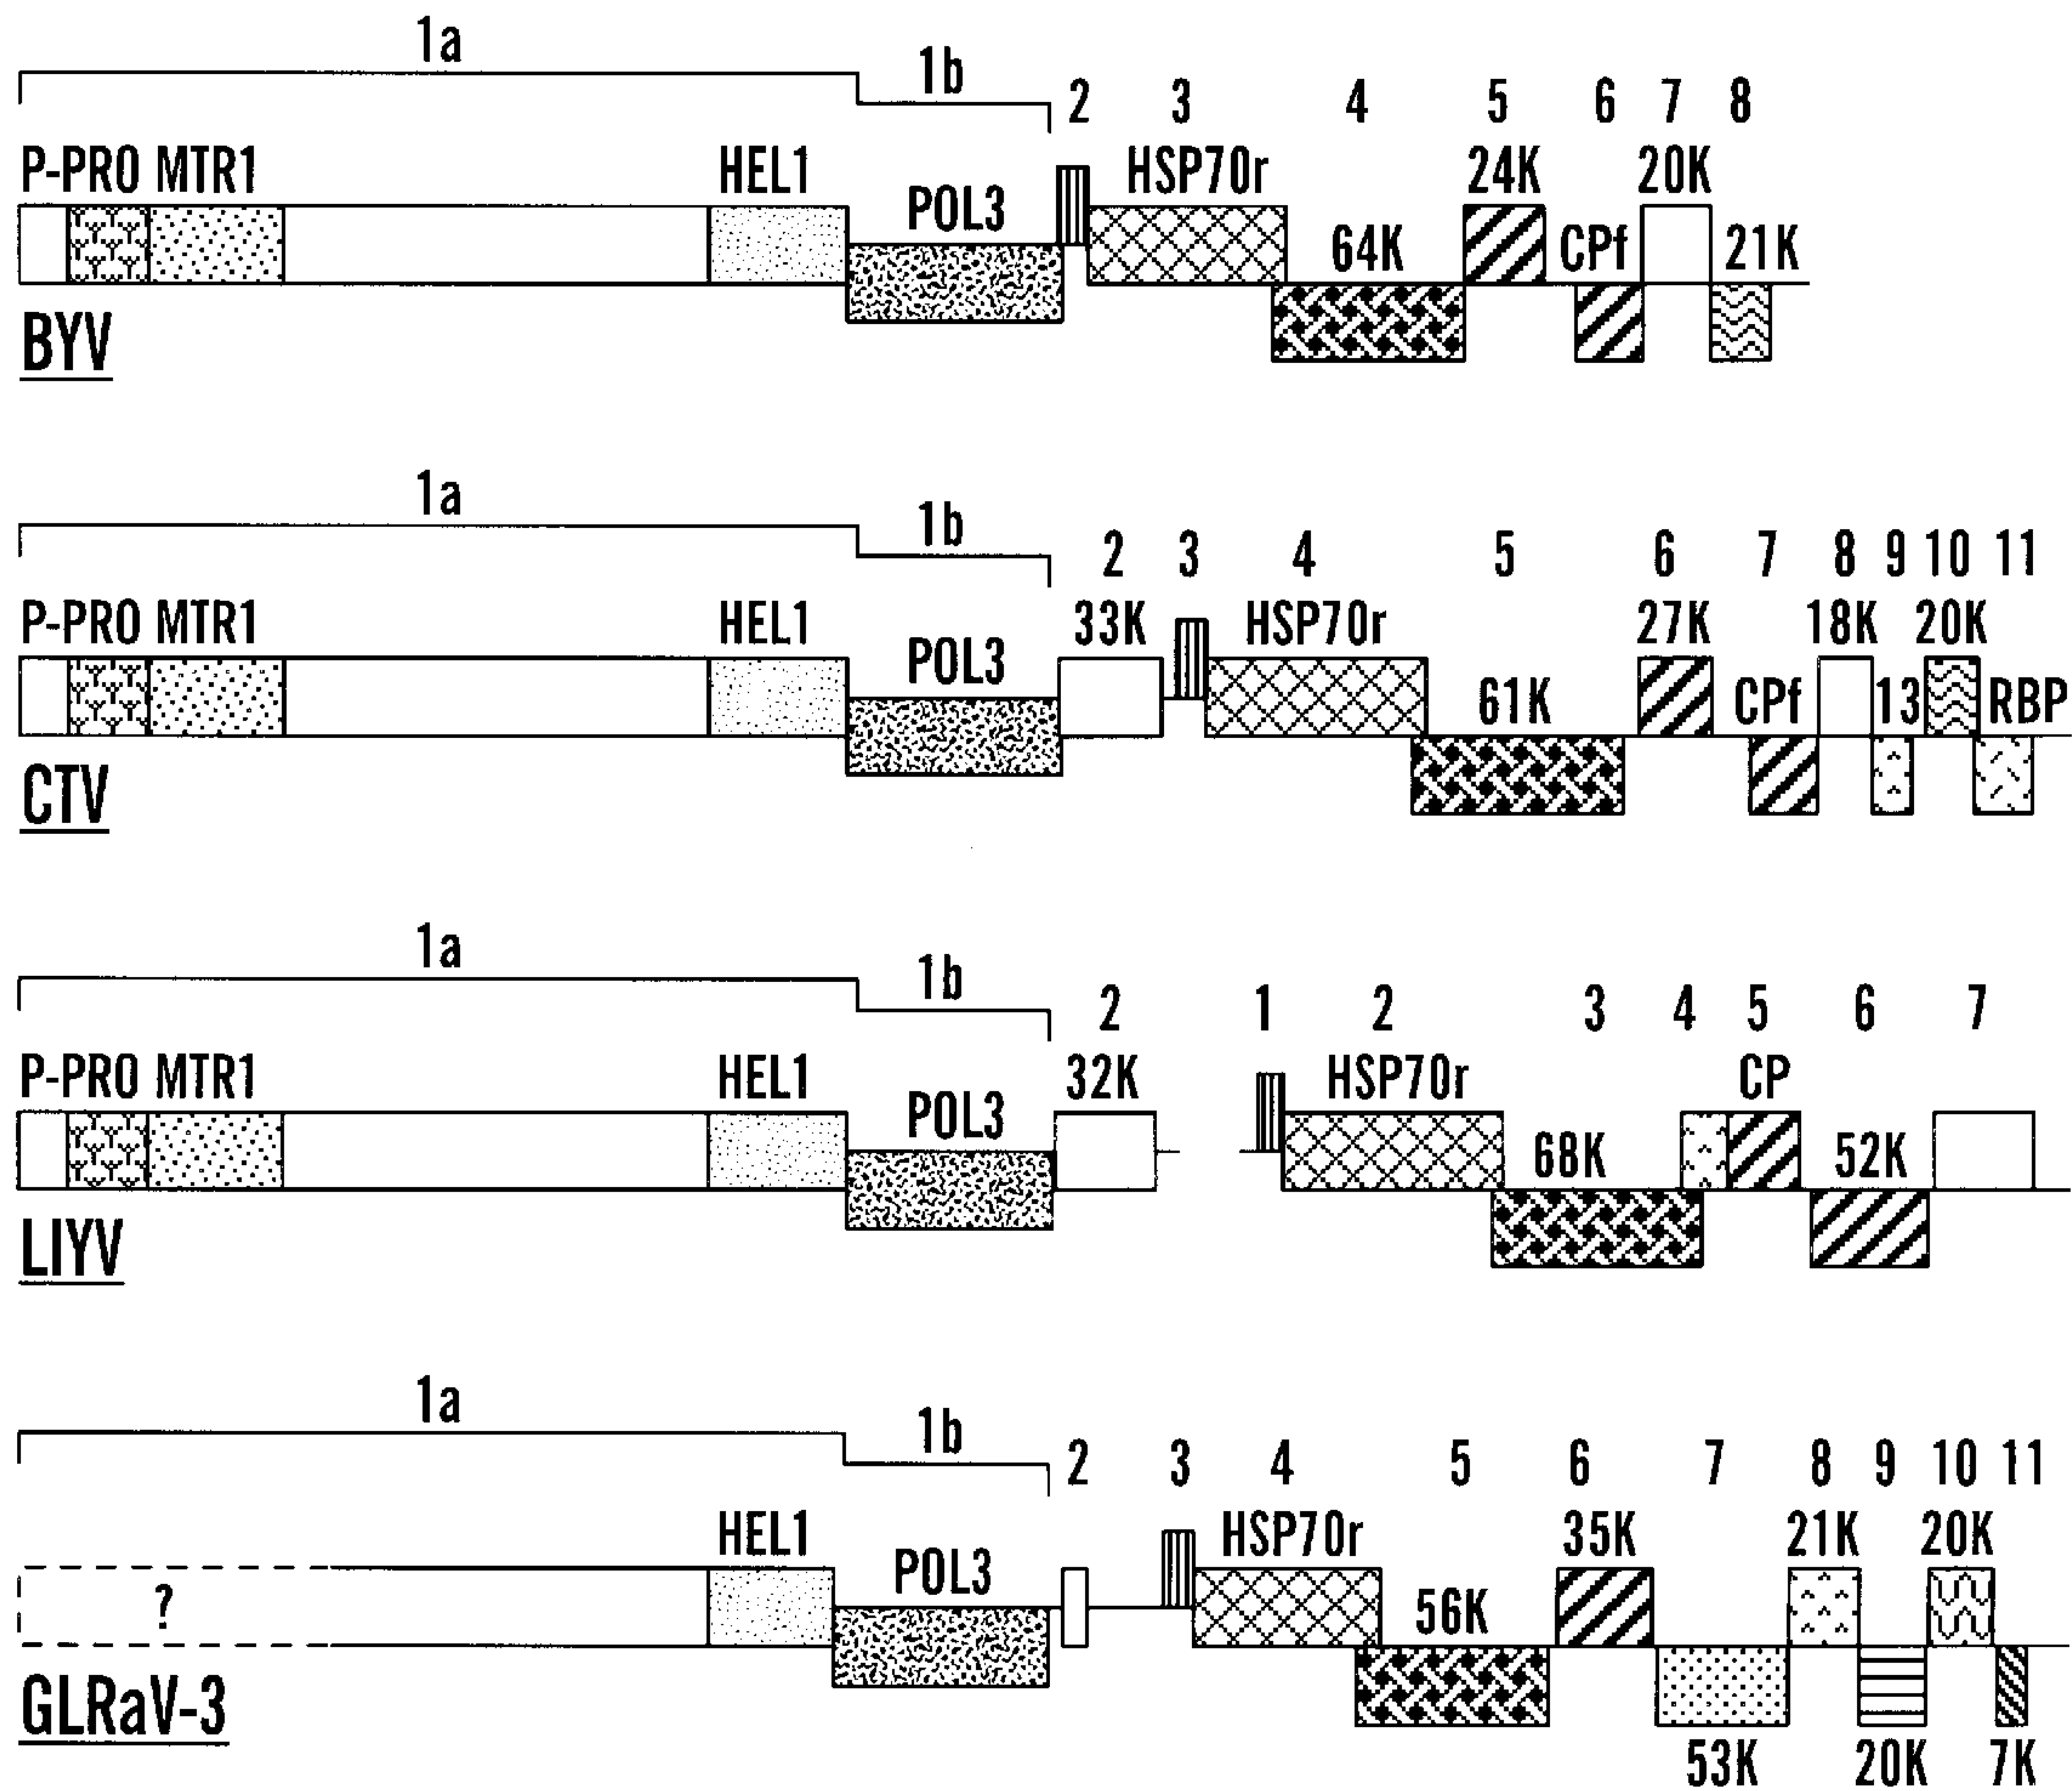 1a
1b
2 3 4 5 6 7 8
P-PRO MTR1 HEL1 POL3 HSP70r 64K 24K CPf 20K 21K
BYV
1a
1b
2 3 4 5 6 7 8 9 10 11
P-PRO MTR1 HEL1 POL3 33K HSP70r 61K 27K CPf 18K 13 20K RBP
CTV
1a
1b
2 1 2 3 4 5 6 7
P-PRO MTR1 HEL1 POL3 32K HSP70r 68K CP 52K
LIYV
1a
1b
2 3 4 5 6 7 8 9 10 11
? HEL1 POL3 HSP70r 56K 35K 21K 20K
GLRaV-3
53K 20K 7K